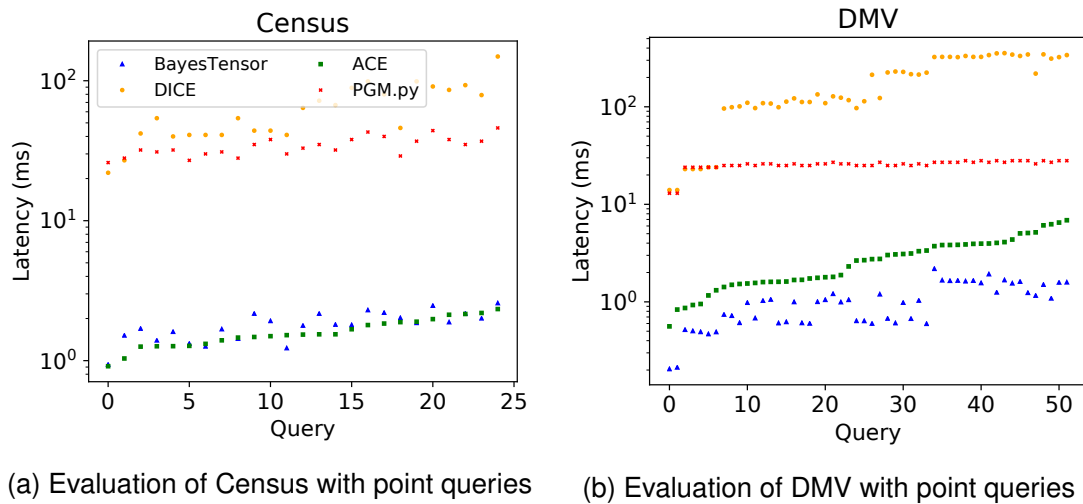 Census
10²
10¹
10⁰
Latency (ms)
BayesTensor
DICE
ACE
PGM.py
0 5 10 15 20 25
Query
(a) Evaluation of Census with point queries
DMV
10²
10¹
10⁰
Latency (ms)
0 10 20 30 40 50
Query
(b) Evaluation of DMV with point queries